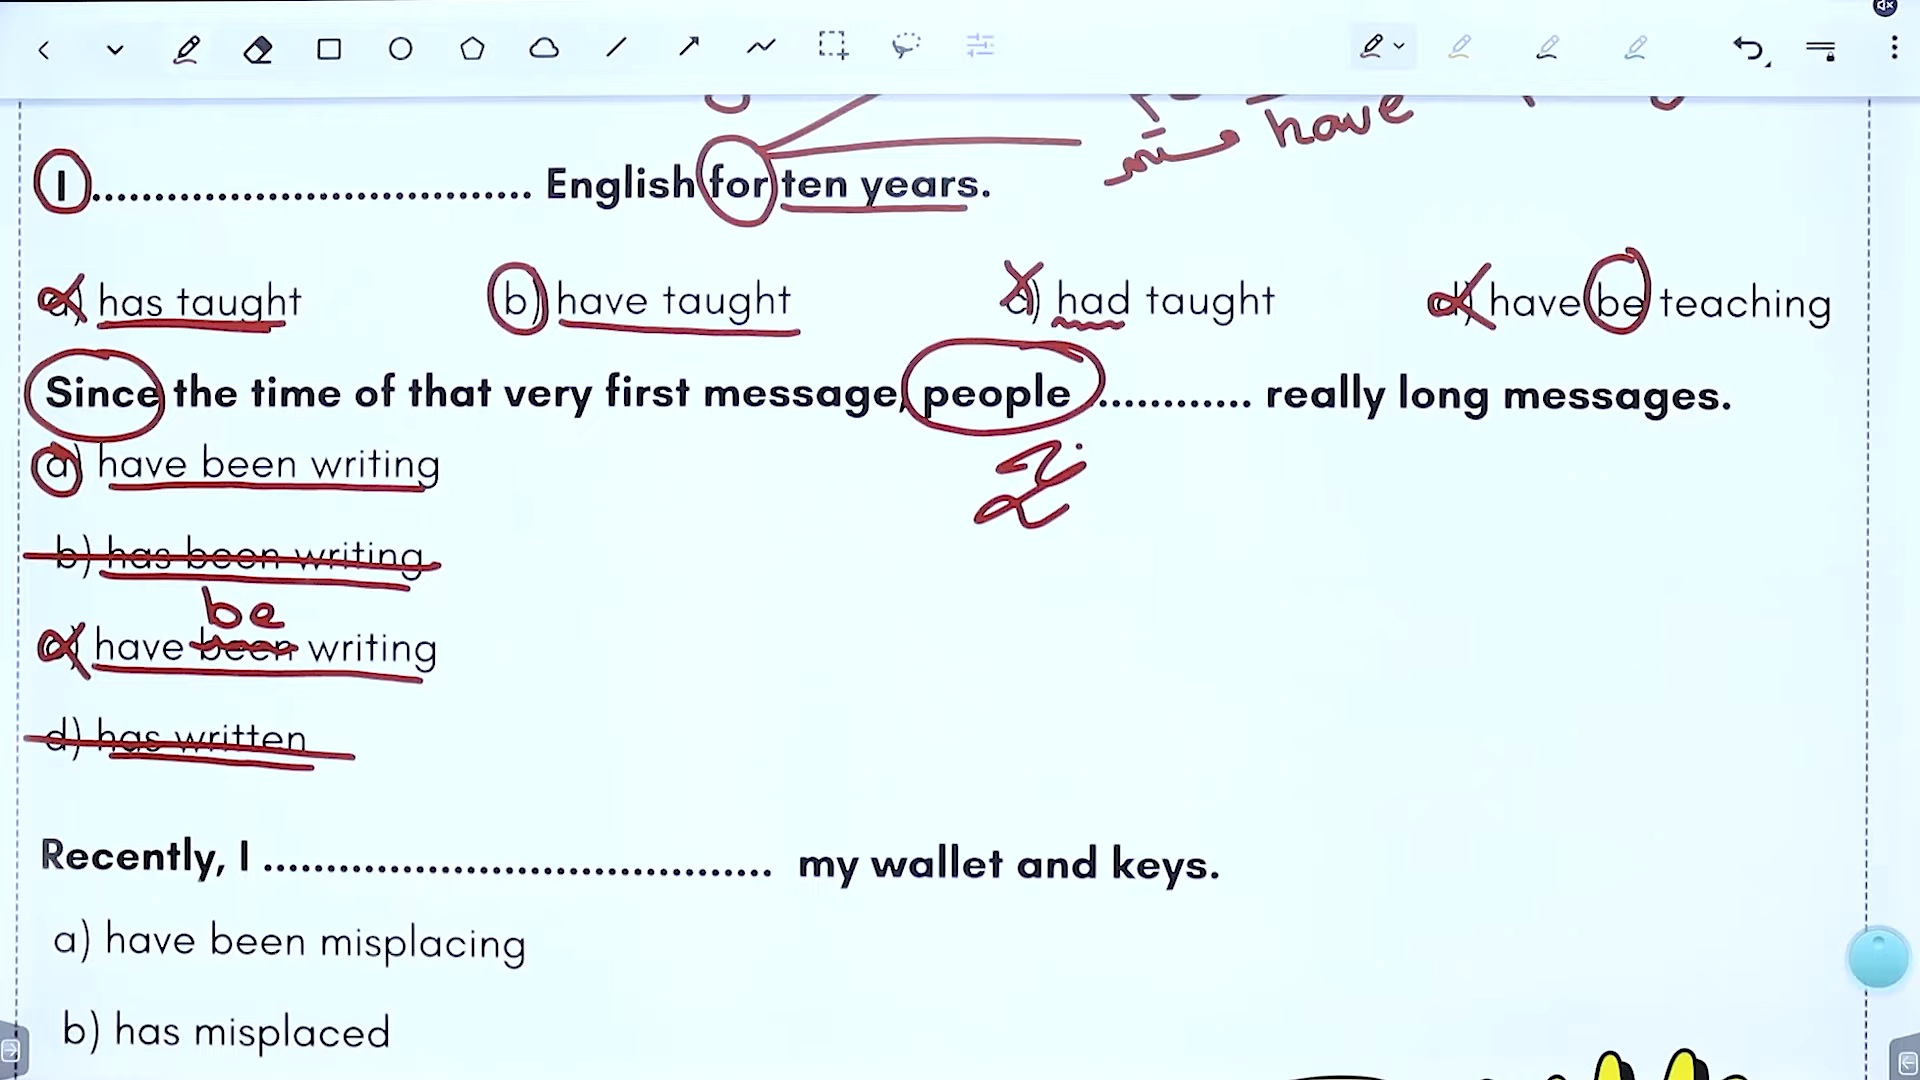 have
I ................................... English for ten years.
a) has taught b) have taught c) had taught d) have be teaching
Since the time of that very first message, people ............ really long messages.
a) have been writing
b) has been writing
be
c) have been writing
d) has written
Recently, I ........................................ my wallet and keys.
a) have been misplacing
b) has misplaced